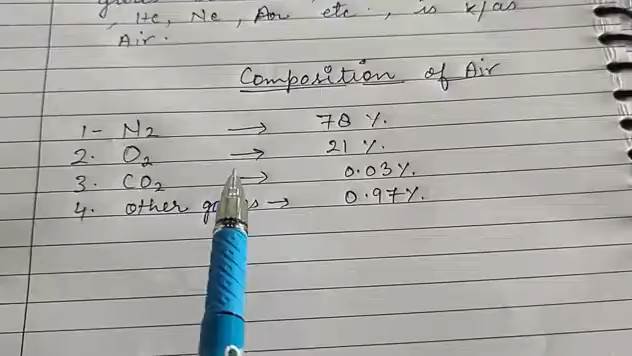 , He, Ne, Ar etc., is k/as
Air.
Composition of Air
1- N2 → 78 %.
2. O2 → 21 %.
3. CO2 → 0.03%.
4. other → 0.97%.